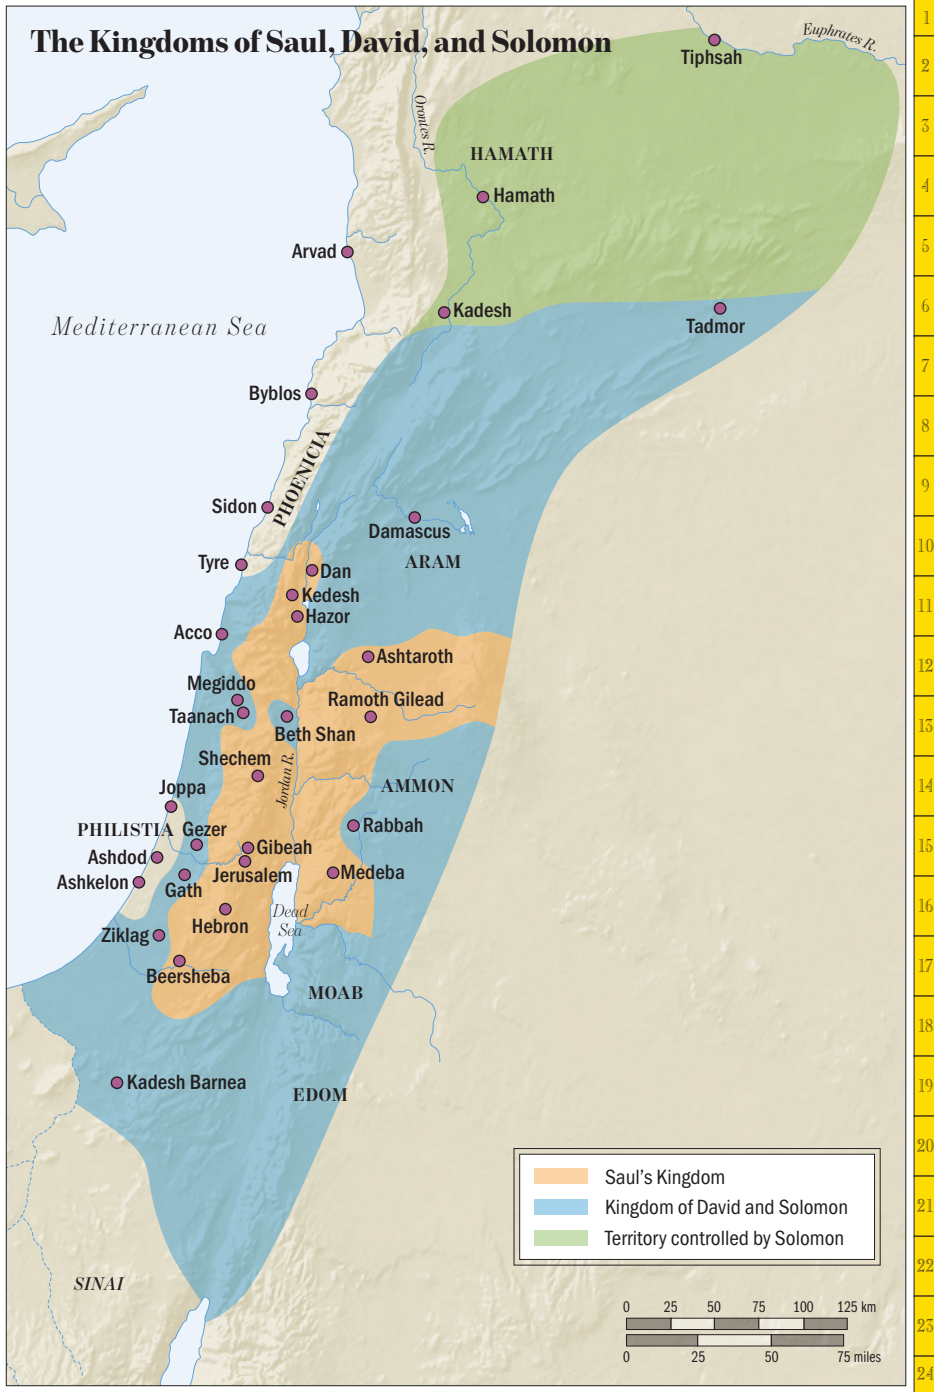 The Kingdoms of Saul, David, and Solomon
Euphrates R.
Tiphsah
Orontes R.
HAMATH
Hamath
Arvad
Kadesh
Mediterranean Sea
Tadmor
Byblos
PHOENICIA
Sidon
Damascus
Tyre
ARAM
Dan
Kedesh
Hazor
Acco
Ashtaroth
Megiddo
Ramoth Gilead
Taanach
Beth Shan
Shechem
Jordan R.
AMMON
Joppa
PHILISTIA
Gezer
Rabbah
Gibeah
Ashdod
Jerusalem
Medeba
Ashkelon
Gath
Dead
Sea
Hebron
Ziklag
Beersheba
MOAB
Kadesh Barnea
EDOM
SINAI
Saul's Kingdom
Kingdom of David and Solomon
Territory controlled by Solomon
0 25 50 75 100 125 km
0 25 50 75 miles
1
2
3
4
5
6
7
8
9
10
11
12
13
14
15
16
17
18
19
20
21
22
23
24